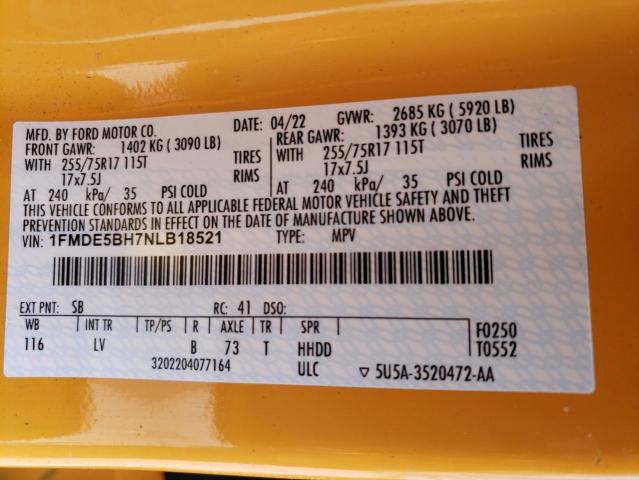 MFD. BY FORD MOTOR CO. DATE: 04/22 GVWR: 2685 KG ( 5920 LB)
FRONT GAWR: 1402 KG ( 3090 LB) REAR GAWR: 1393 KG ( 3070 LB)
WITH 255/75R17 115T TIRES WITH 255/75R17 115T TIRES
17x7.5J RIMS 17x7.5J RIMS
AT 240 kPa/ 35 PSI COLD AT 240 kPa/ 35 PSI COLD
THIS VEHICLE CONFORMS TO ALL APPLICABLE FEDERAL MOTOR VEHICLE SAFETY AND THEFT
PREVENTION STANDARDS IN EFFECT ON THE DATE OF MANUFACTURE SHOWN ABOVE.
VIN: 1FMDE5BH7NLB18521 TYPE: MPV
EXT PNT: SB RC: 41 DSO:
WB INT TR TP/PS R AXLE TR SPR F0250
116 LV B 73 T HHDD T0552
3202204077164 ULC ▽ 5U5A-3520472-AA